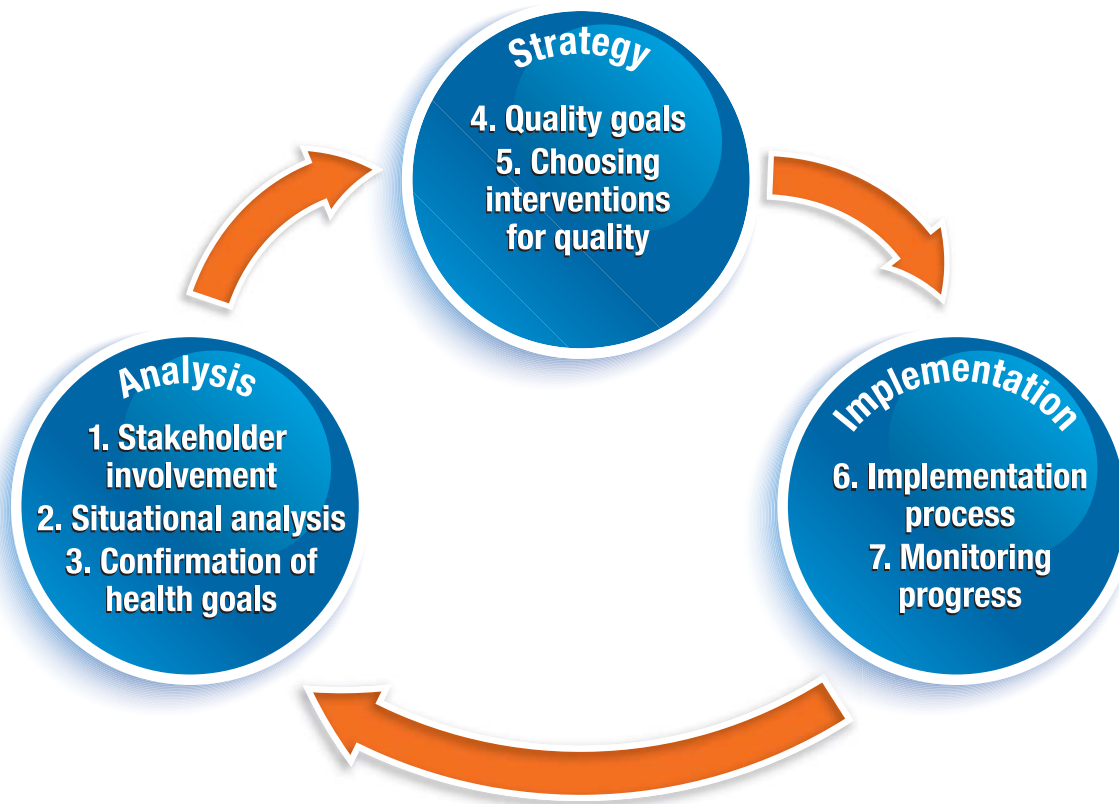 Strategy
4. Quality goals
5. Choosing
interventions
for quality
Analysis
1. Stakeholder
involvement
2. Situational analysis
3. Confirmation of
health goals
Implementation
6. Implementation
process
7. Monitoring
progress